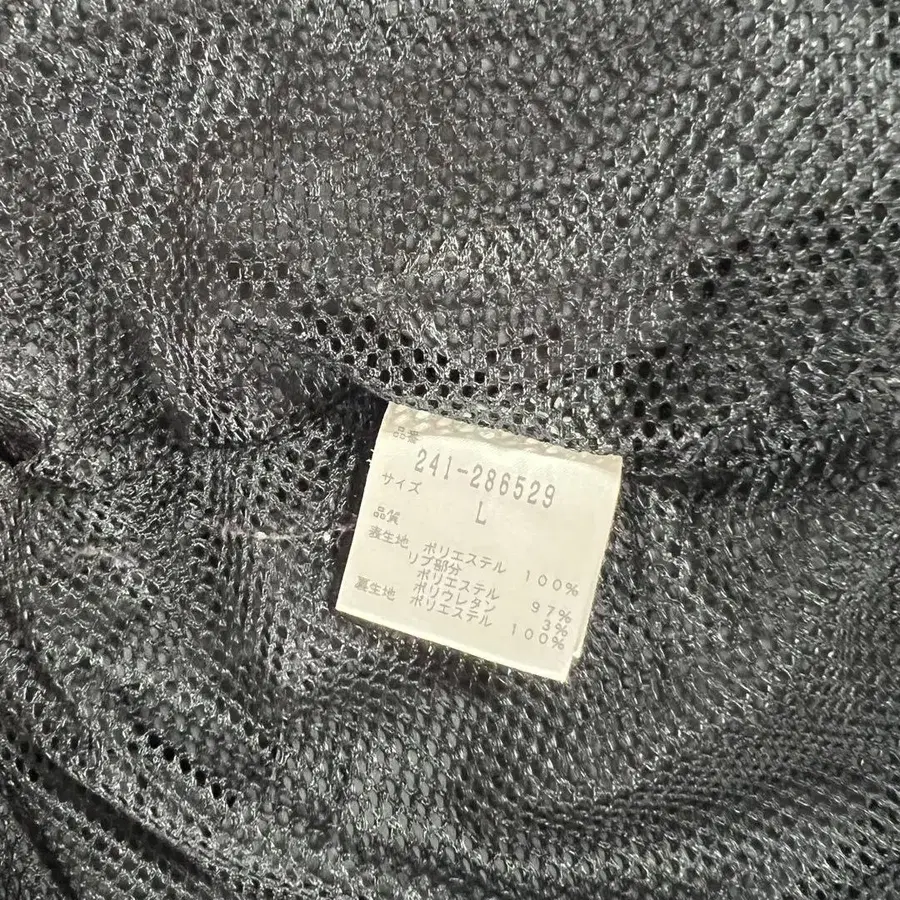 品番
241-286529
サイズ
L
品質
表生地 ポリエステル 100%
リブ部分
ポリエステル 97%
ポリウレタン 3%
裏生地 ポリエステル 100%